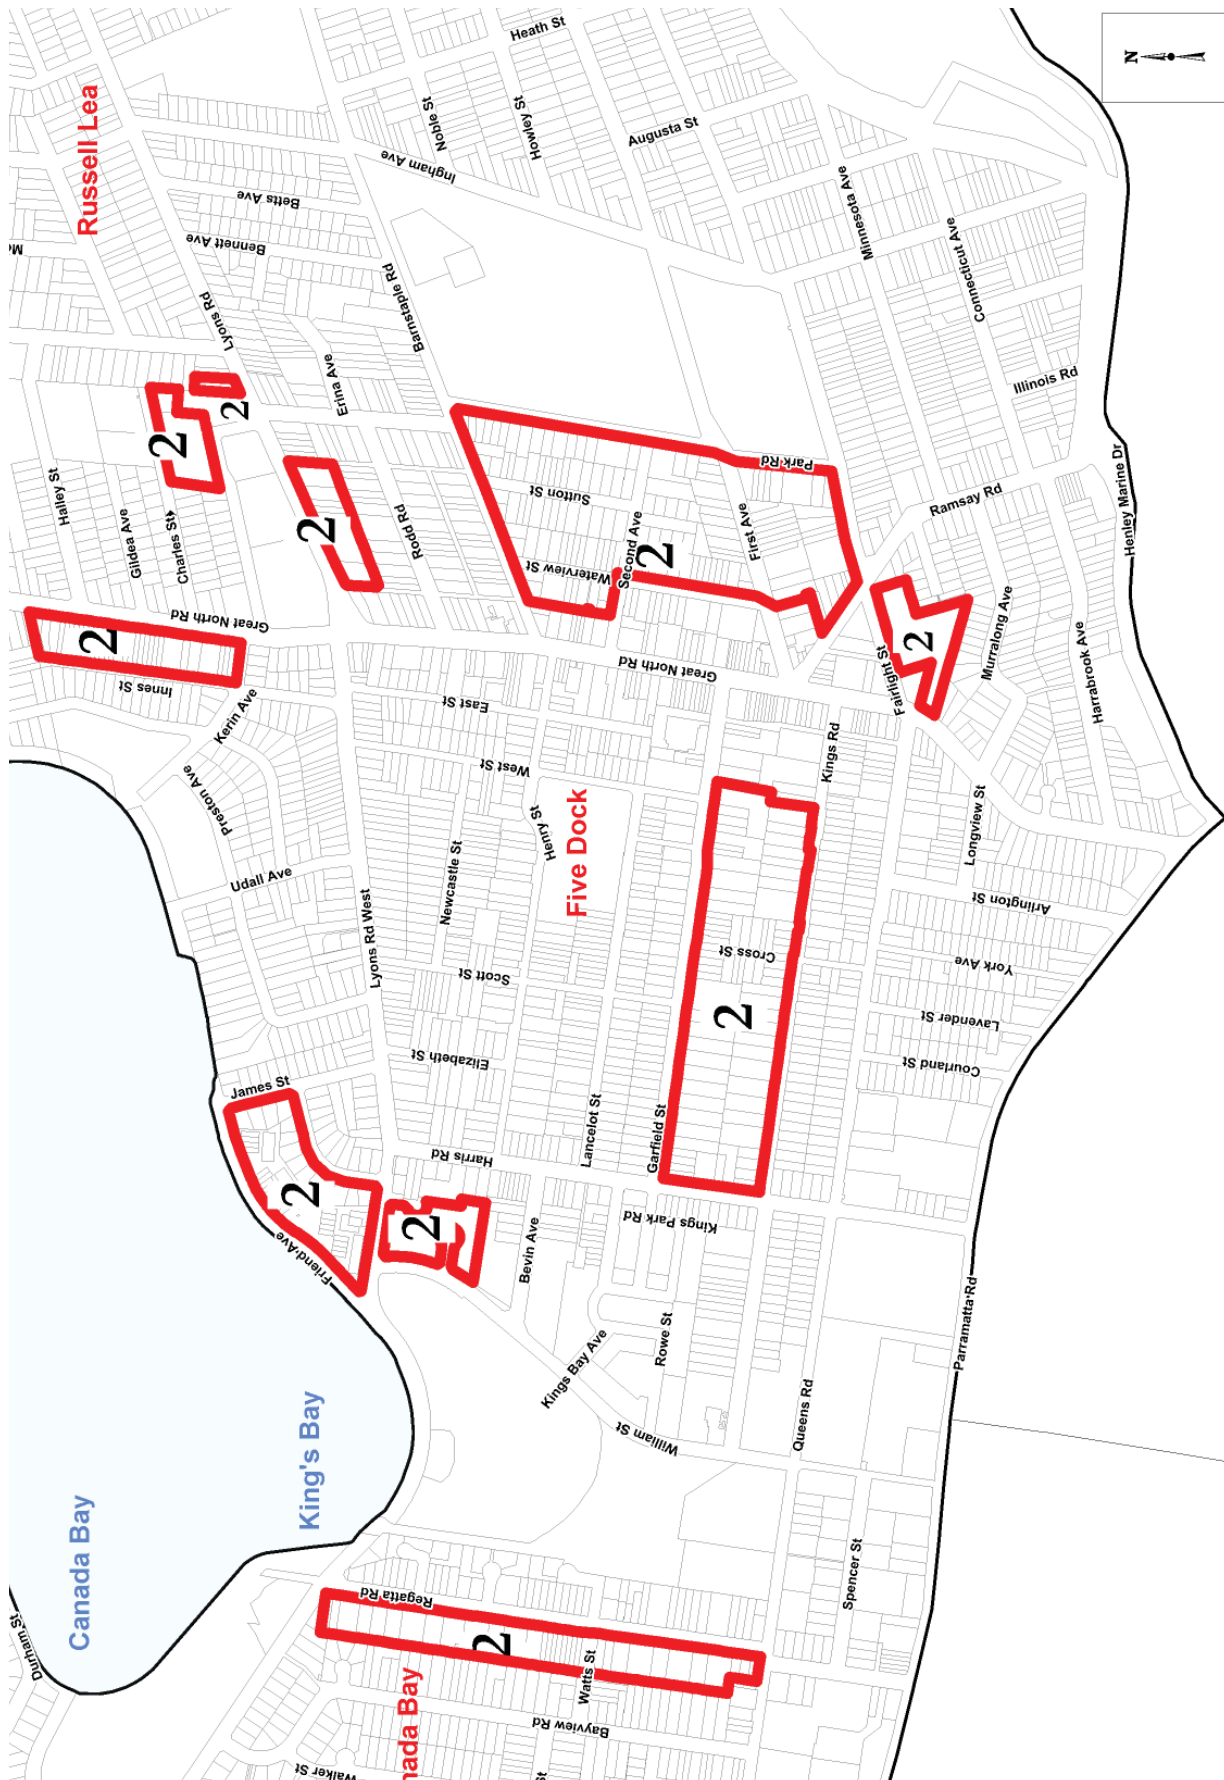 Heath St
N
Russell Lea
Noble St
Howley St
Augusta St
Ingham Ave
Betts Ave
Minnesota Ave
Bennett Ave
Connecticut Ave
Lyons Rd
Barnstaple Rd
Erina Ave
Illinois Rd
2
2
Halley St
Park Rd
Henley Marine Dr
Sutton St
Ramsay Rd
Gildea Ave
Charles St
2
Rodd Rd
Second Ave
First Ave
2
Waterview St
Great North Rd
2
Innes St
Great North Rd
Fairlight St
2
Murralong Ave
Harrabrook Ave
Kerin Ave
East St
West St
Kings Rd
Preston Ave
Henry St
Longview St
Five Dock
Udall Ave
Newcastle St
Arlington St
Lyons Rd West
Cross St
York Ave
Scott St
2
Lavender St
Elizabeth St
Courland St
James St
Lancelot St
Garfield St
Harris Rd
2
2
Kings Park Rd
Friend Ave
Bevin Ave
Parramatta Rd
Rowe St
Kings Bay Ave
Queens Rd
William St
King's Bay
Canada Bay
Spencer St
Regatta Rd
Durham St
2
Watts St
Bayview Rd
nada Bay
Walker St
St